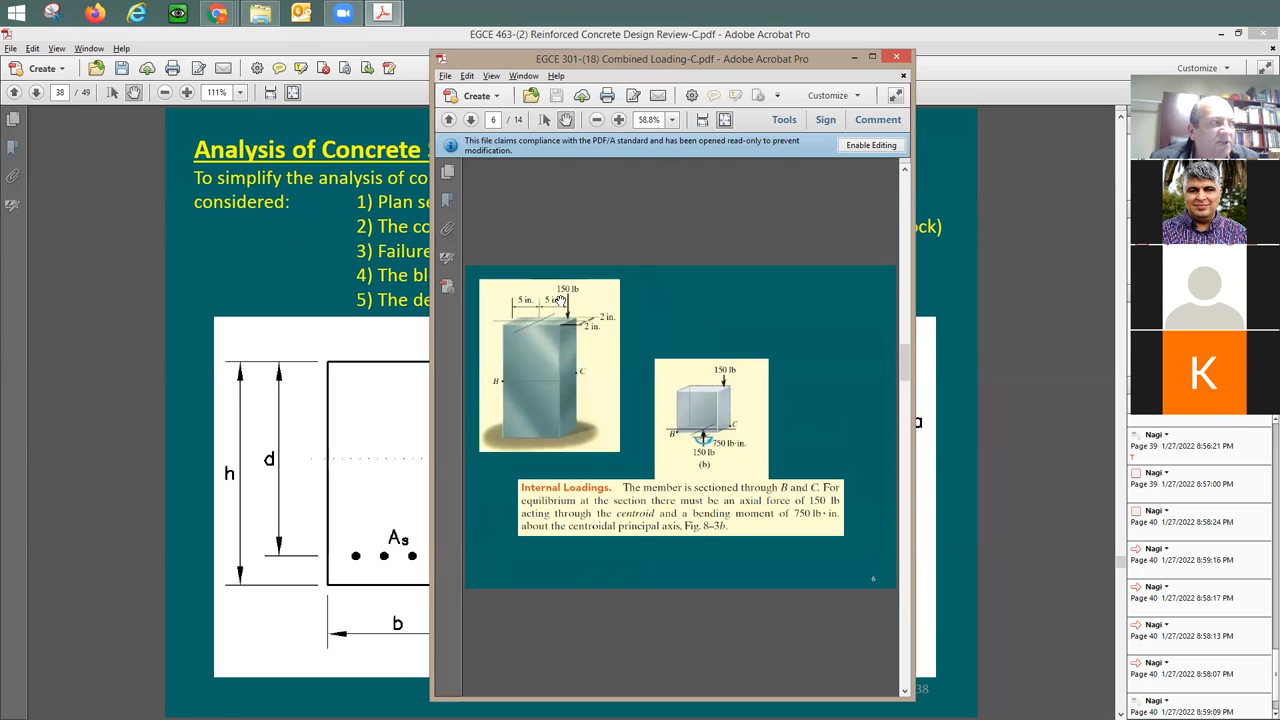 EGCE 463-(2) Reinforced Concrete Design Review-C.pdf - Adobe Acrobat Pro
File Edit View Window Help
Create
Customize
38 / 49
111%
Analysis of Concrete
To simplify the analysis of co
considered: 1) Plan se
2) The co
ock)
3) Failure
4) The bl
5) The de
h
d
As
b
a
38
EGCE 301-(18) Combined Loading-C.pdf - Adobe Acrobat Pro
File Edit View Window Help
Create
Customize
6 / 14
58.8%
Tools Sign Comment
This file claims compliance with the PDF/A standard and has been opened read-only to prevent
modification.
Enable Editing
150 lb
5 in. 5 in
2 in.
2 in.
B
C
150 lb
B
C
750 lb·in.
150 lb
(b)
Internal Loadings. The member is sectioned through B and C. For
equilibrium at the section there must be an axial force of 150 lb
acting through the centroid and a bending moment of 750 lb·in.
about the centroidal principal axis, Fig. 8–3b.
6
K
Nagi
Page 39 1/27/2022 8:56:21 PM
T
Nagi
Page 39 1/27/2022 8:57:00 PM
Nagi
Page 40 1/27/2022 8:58:24 PM
Nagi
Page 40 1/27/2022 8:59:16 PM
Nagi
Page 40 1/27/2022 8:58:17 PM
Nagi
Page 40 1/27/2022 8:58:13 PM
Nagi
Page 40 1/27/2022 8:58:07 PM
Nagi
Page 40 1/27/2022 8:59:09 PM